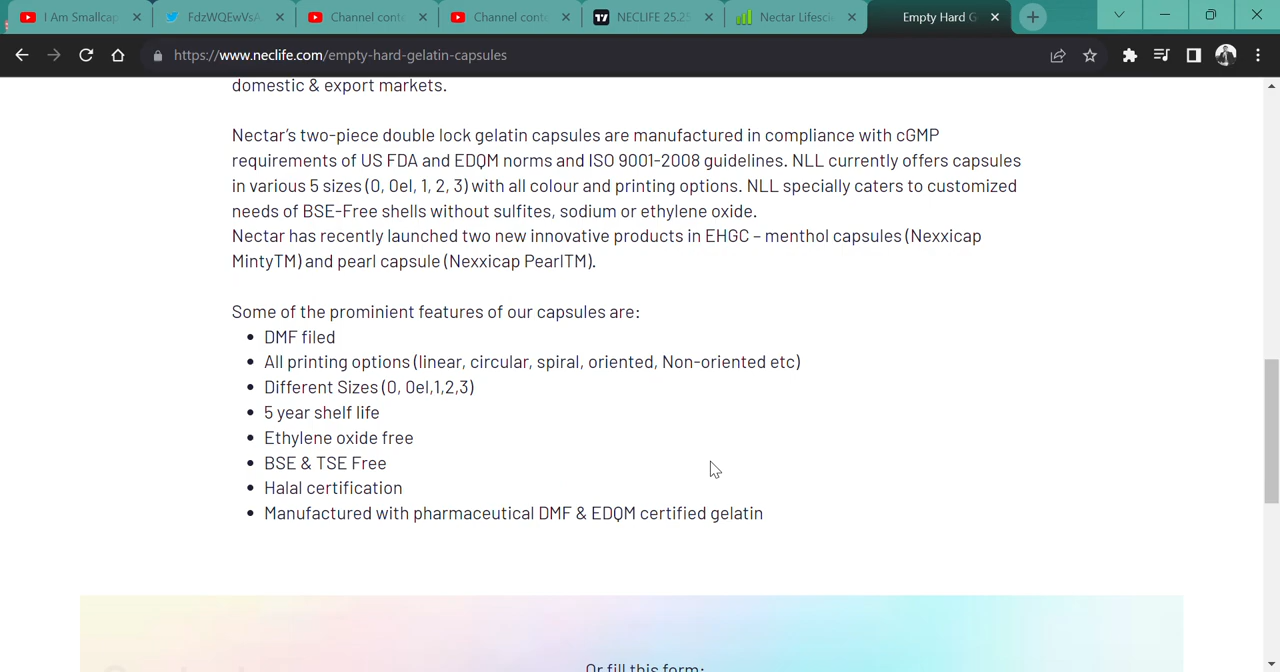 I Am Smallcap
FdzWQEwVsA
Channel conte
Channel conte
NECLIFE 25.25
Nectar Lifescie
Empty Hard G
https://www.neclife.com/empty-hard-gelatin-capsules
domestic & export markets.
Nectar's two-piece double lock gelatin capsules are manufactured in compliance with cGMP
requirements of US FDA and EDQM norms and ISO 9001-2008 guidelines. NLL currently offers capsules
in various 5 sizes (0, 0el, 1, 2, 3) with all colour and printing options. NLL specially caters to customized
needs of BSE-Free shells without sulfites, sodium or ethylene oxide.
Nectar has recently launched two new innovative products in EHGC – menthol capsules (Nexxicap
MintyTM) and pearl capsule (Nexxicap PearlTM).
Some of the prominient features of our capsules are:
• DMF filed
• All printing options (linear, circular, spiral, oriented, Non-oriented etc)
• Different Sizes (0, 0el,1,2,3)
• 5 year shelf life
• Ethylene oxide free
• BSE & TSE Free
• Halal certification
• Manufactured with pharmaceutical DMF & EDQM certified gelatin
Or fill this form: